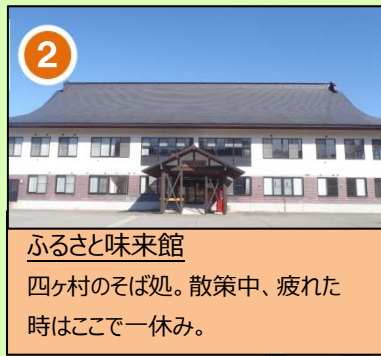 2
ふるさと味来館
四ヶ村のそば処。散策中、疲れた
時はここで一休み。